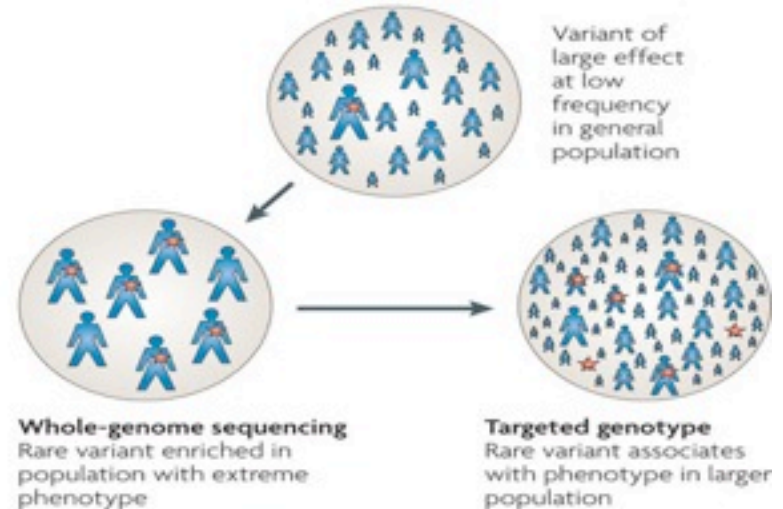 Variant of
large effect
at low
frequency
in general
population
Whole-genome sequencing
Rare variant enriched in
population with extreme
phenotype
Targeted genotype
Rare variant associates
with phenotype in larger
population